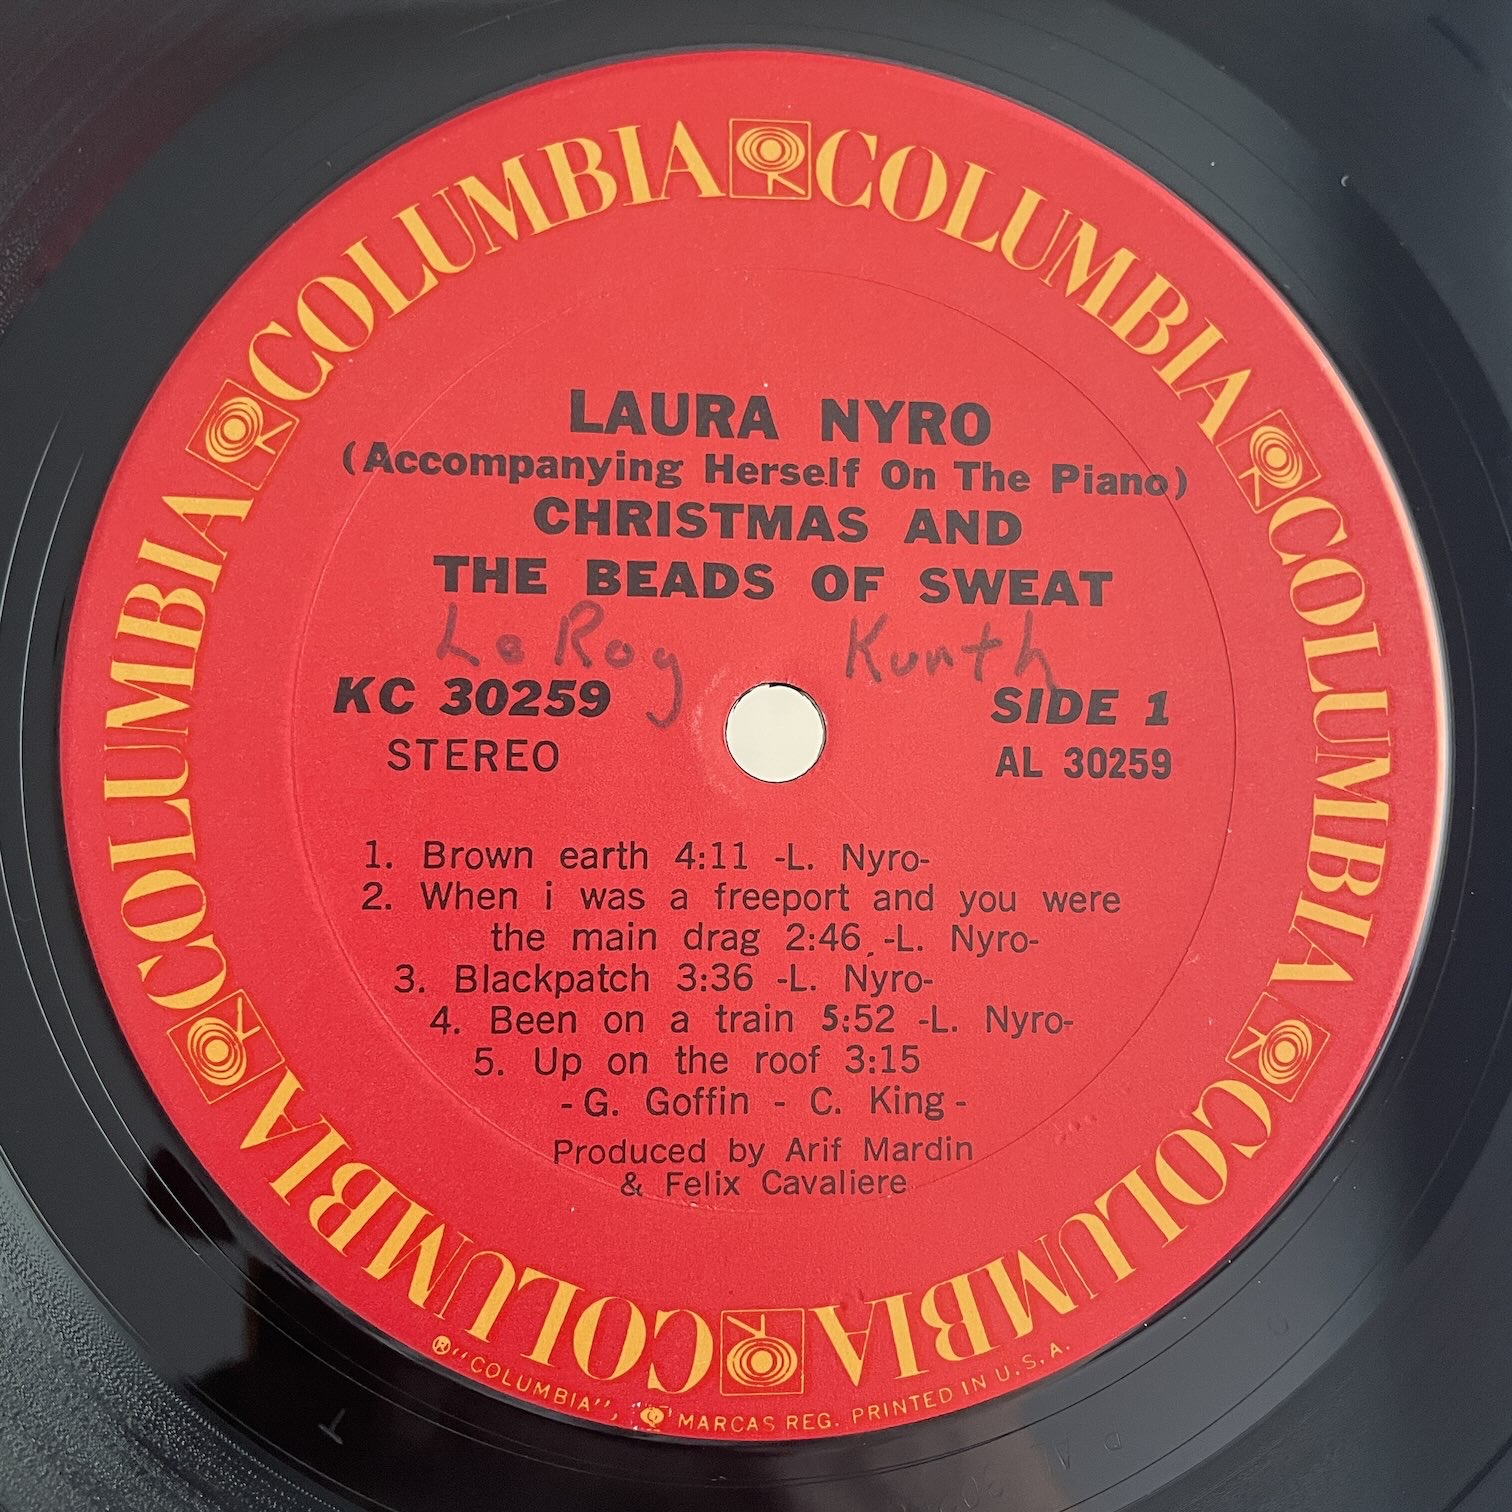 COLUMBIA COLUMBIA COLUMBIA COLUMBIA COLUMBIA COLUMBIA
LAURA NYRO
(Accompanying Herself On The Piano)
CHRISTMAS AND
THE BEADS OF SWEAT
LeRoy Kunth
KC 30259 SIDE 1
STEREO AL 30259
1. Brown earth 4:11 -L. Nyro-
2. When i was a freeport and you were
the main drag 2:46 -L. Nyro-
3. Blackpatch 3:36 -L. Nyro-
4. Been on a train 5:52 -L. Nyro-
5. Up on the roof 3:15
- G. Goffin - C. King -
Produced by Arif Mardin
& Felix Cavaliere
® "COLUMBIA", MARCAS REG. PRINTED IN U.S.A.